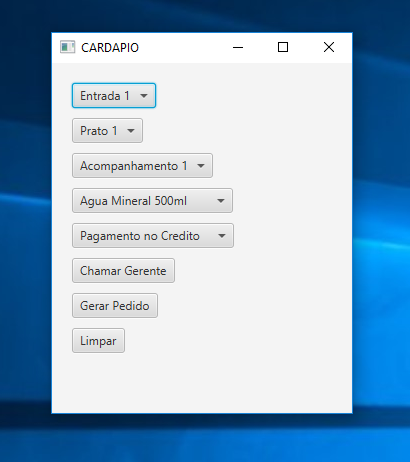 CARDAPIO
Entrada 1
Prato 1
Acompanhamento 1
Agua Mineral 500ml
Pagamento no Credito
Chamar Gerente
Gerar Pedido
Limpar